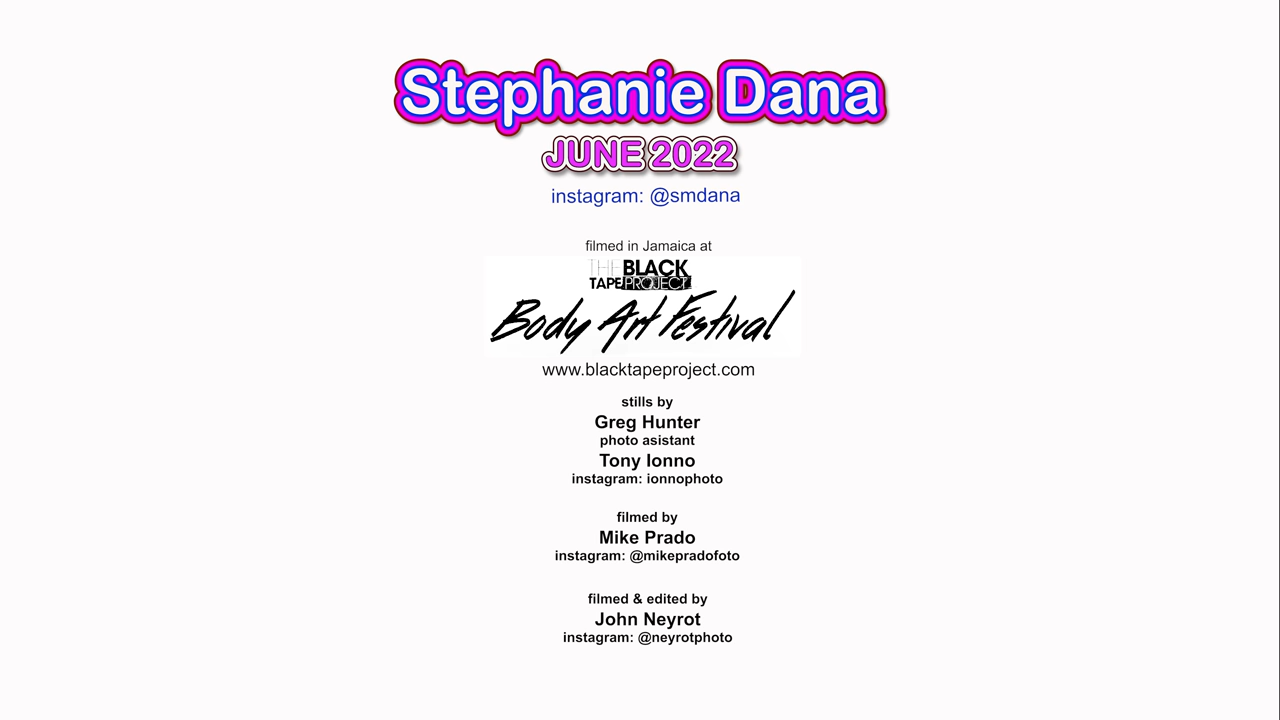 Stephanie Dana
JUNE 2022
instagram: @smdana
filmed in Jamaica at
THE BLACK
TAPE PROJECT
Body Art Festival
www.blacktapeproject.com
stills by
Greg Hunter
photo asistant
Tony Ionno
instagram: ionnophoto
filmed by
Mike Prado
instagram: @mikepradofoto
filmed & edited by
John Neyrot
instagram: @neyrotphoto